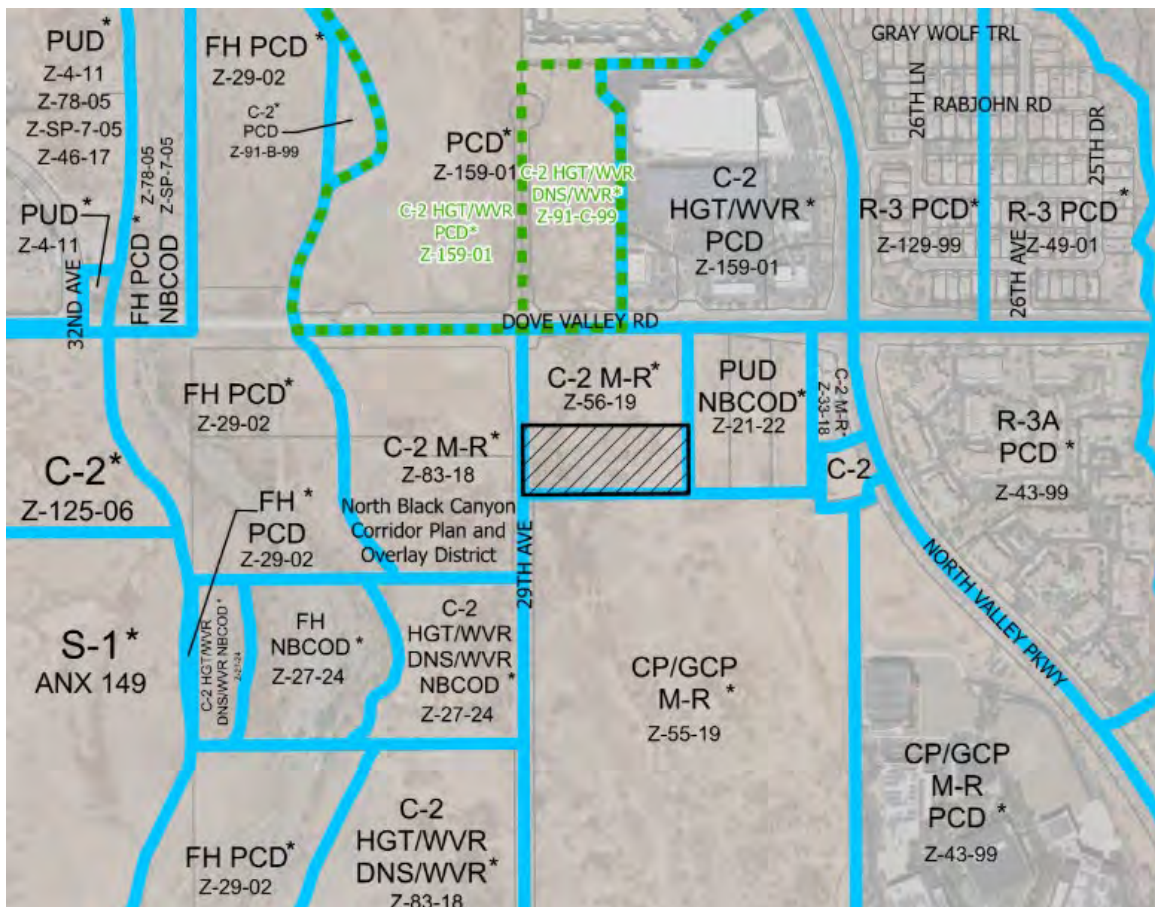 PUD*
Z-4-11
Z-78-05
Z-SP-7-05
Z-46-17
PUD*
Z-4-11
32ND AVE
FH PCD*
NBCOD
Z-78-05
Z-SP-7-05
FH PCD*
Z-29-02
C-2*
PCD
Z-91-B-99
PCD*
Z-159-01
C-2 HGT/WVR
PCD*
Z-159-01
C-2 HGT/WVR
DNS/WVR*
Z-91-C-99
C-2
HGT/WVR*
PCD
Z-159-01
GRAY WOLF TRL
26TH LN
RABJOHN RD
25TH DR
R-3 PCD*
Z-129-99
R-3 PCD*
Z-49-01
26TH AVE
DOVE VALLEY RD
FH PCD*
Z-29-02
C-2 M-R*
Z-56-19
PUD
NBCOD*
Z-21-22
C-2 M-R*
Z-33-18
C-2
R-3A
PCD*
Z-43-99
C-2*
Z-125-06
C-2 M-R*
Z-83-18
North Black Canyon
Corridor Plan and
Overlay District
FH*
PCD
Z-29-02
29TH AVE
NORTH VALLEY PKWY
S-1*
ANX 149
C-2 HGT/WVR
DNS/WVR NBCOD*
Z-27-24
FH
NBCOD*
Z-27-24
C-2
HGT/WVR
DNS/WVR
NBCOD*
Z-27-24
CP/GCP
M-R*
Z-55-19
CP/GCP
M-R
PCD*
Z-43-99
FH PCD*
Z-29-02
C-2
HGT/WVR
DNS/WVR*
Z-83-18